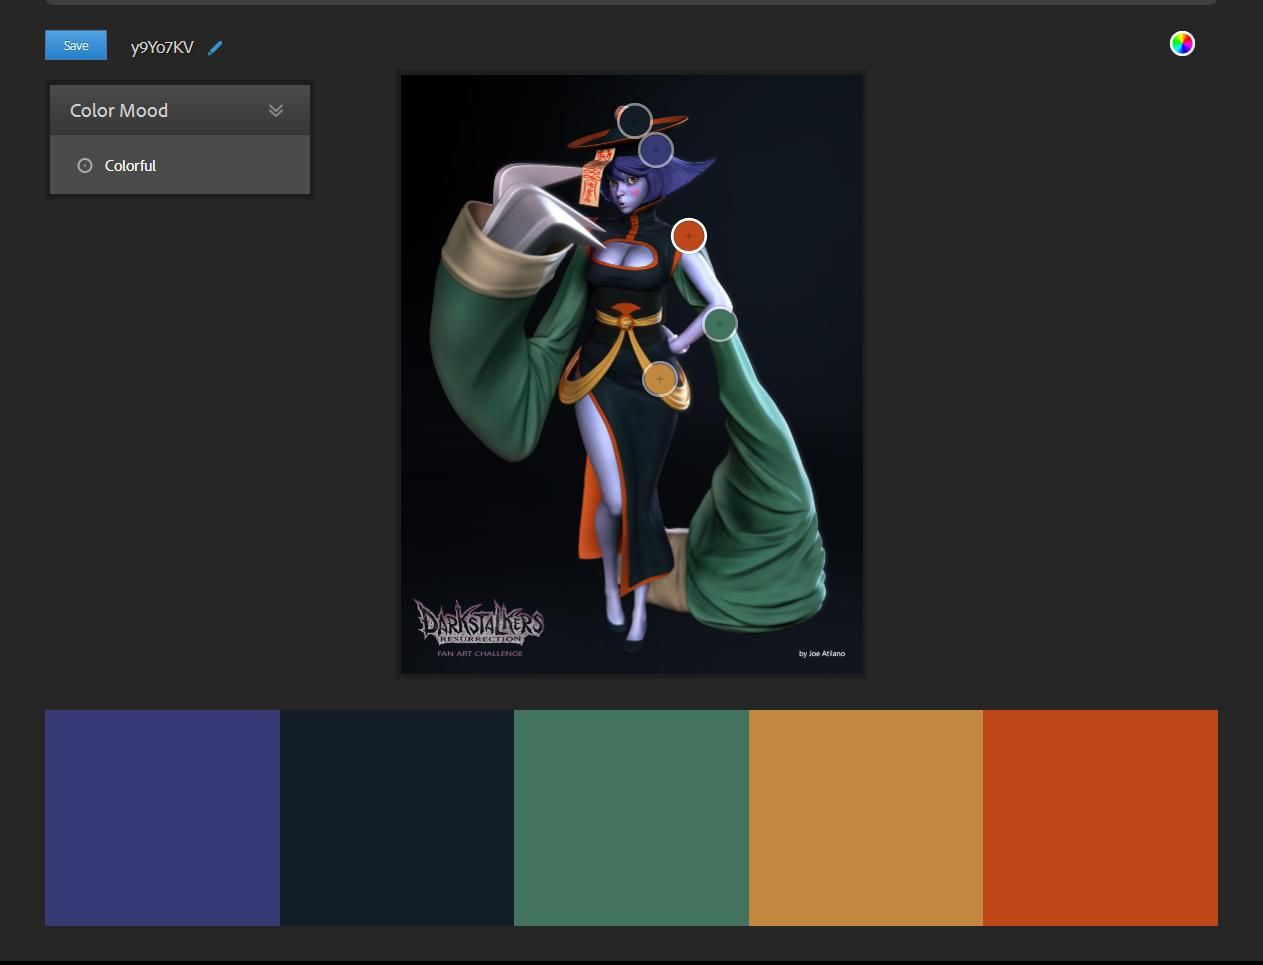 Save
y9Yo7KV
Color Mood
Colorful
DARKSTALKERS
RESURRECTION
FAN ART CHALLENGE
by Joe Atilano